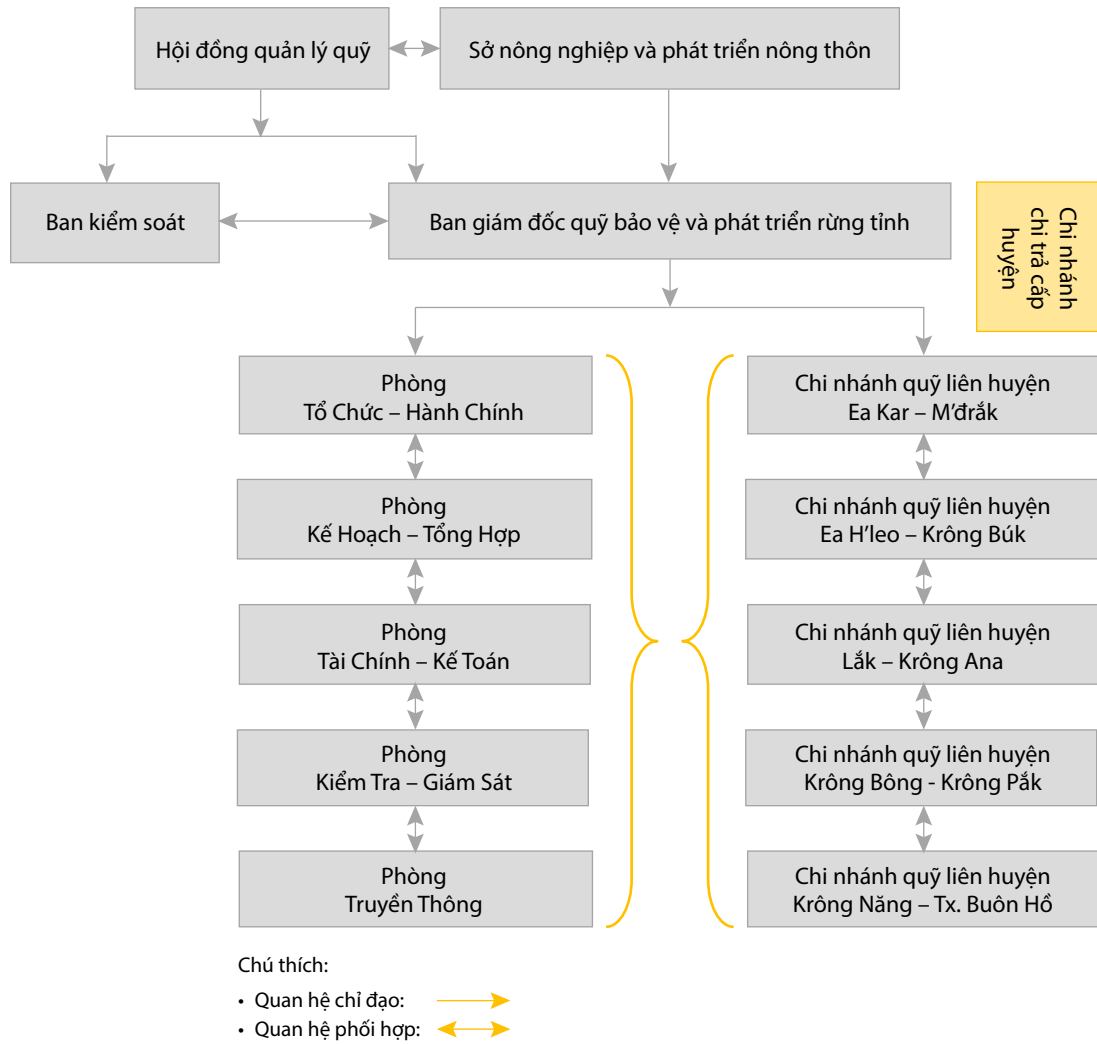 Hội đồng quản lý quỹ
Sở nông nghiệp và phát triển nông thôn
Ban kiểm soát
Ban giám đốc quỹ bảo vệ và phát triển rừng tỉnh
Chi nhánh
chi trả cấp
huyện
Phòng
Tổ Chức – Hành Chính
Chi nhánh quỹ liên huyện
Ea Kar – M'đrắk
Phòng
Kế Hoạch – Tổng Hợp
Chi nhánh quỹ liên huyện
Ea H'leo – Krông Búk
Phòng
Tài Chính – Kế Toán
Chi nhánh quỹ liên huyện
Lắk – Krông Ana
Phòng
Kiểm Tra – Giám Sát
Chi nhánh quỹ liên huyện
Krông Bông - Krông Pắk
Phòng
Truyền Thông
Chi nhánh quỹ liên huyện
Krông Năng – Tx. Buôn Hồ
Chú thích:
• Quan hệ chỉ đạo:
• Quan hệ phối hợp: